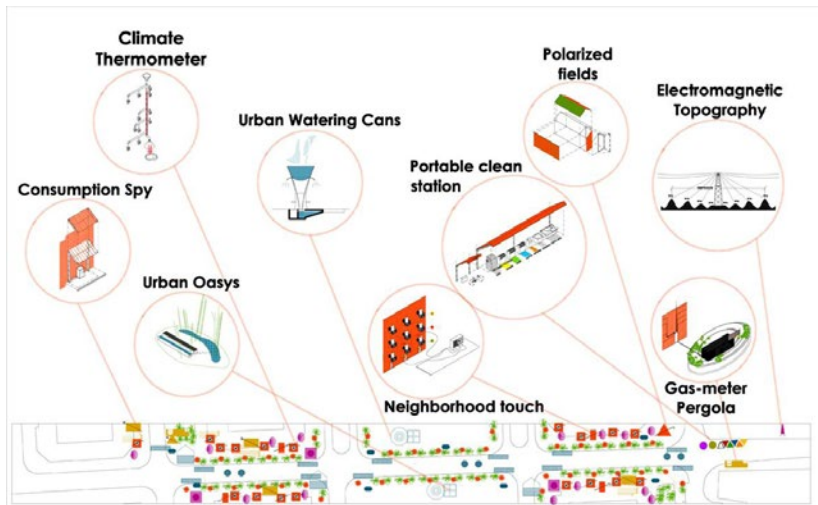 Climate
Thermometer
Polarized
fields
Electromagnetic
Topography
Urban Watering Cans
Portable clean
station
Consumption Spy
Urban Oasys
Neighborhood touch
Gas-meter
Pergola